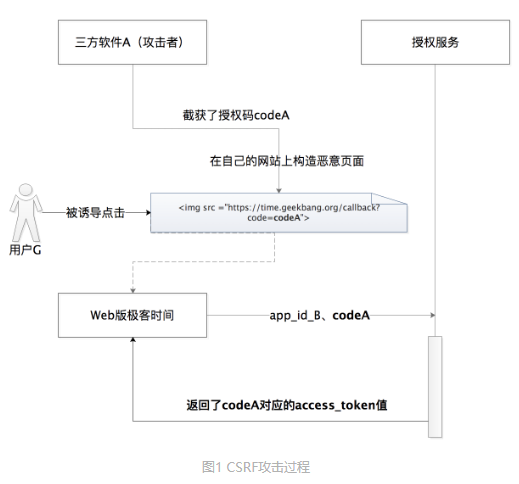 三方软件A（攻击者）
授权服务
截获了授权码codeA
在自己的网站上构造恶意页面
<img src ="https://time.geekbang.org/callback?
code=codeA">
被诱导点击
用户G
Web版极客时间
app_id_B、codeA
返回了codeA对应的access_token值
图1 CSRF攻击过程